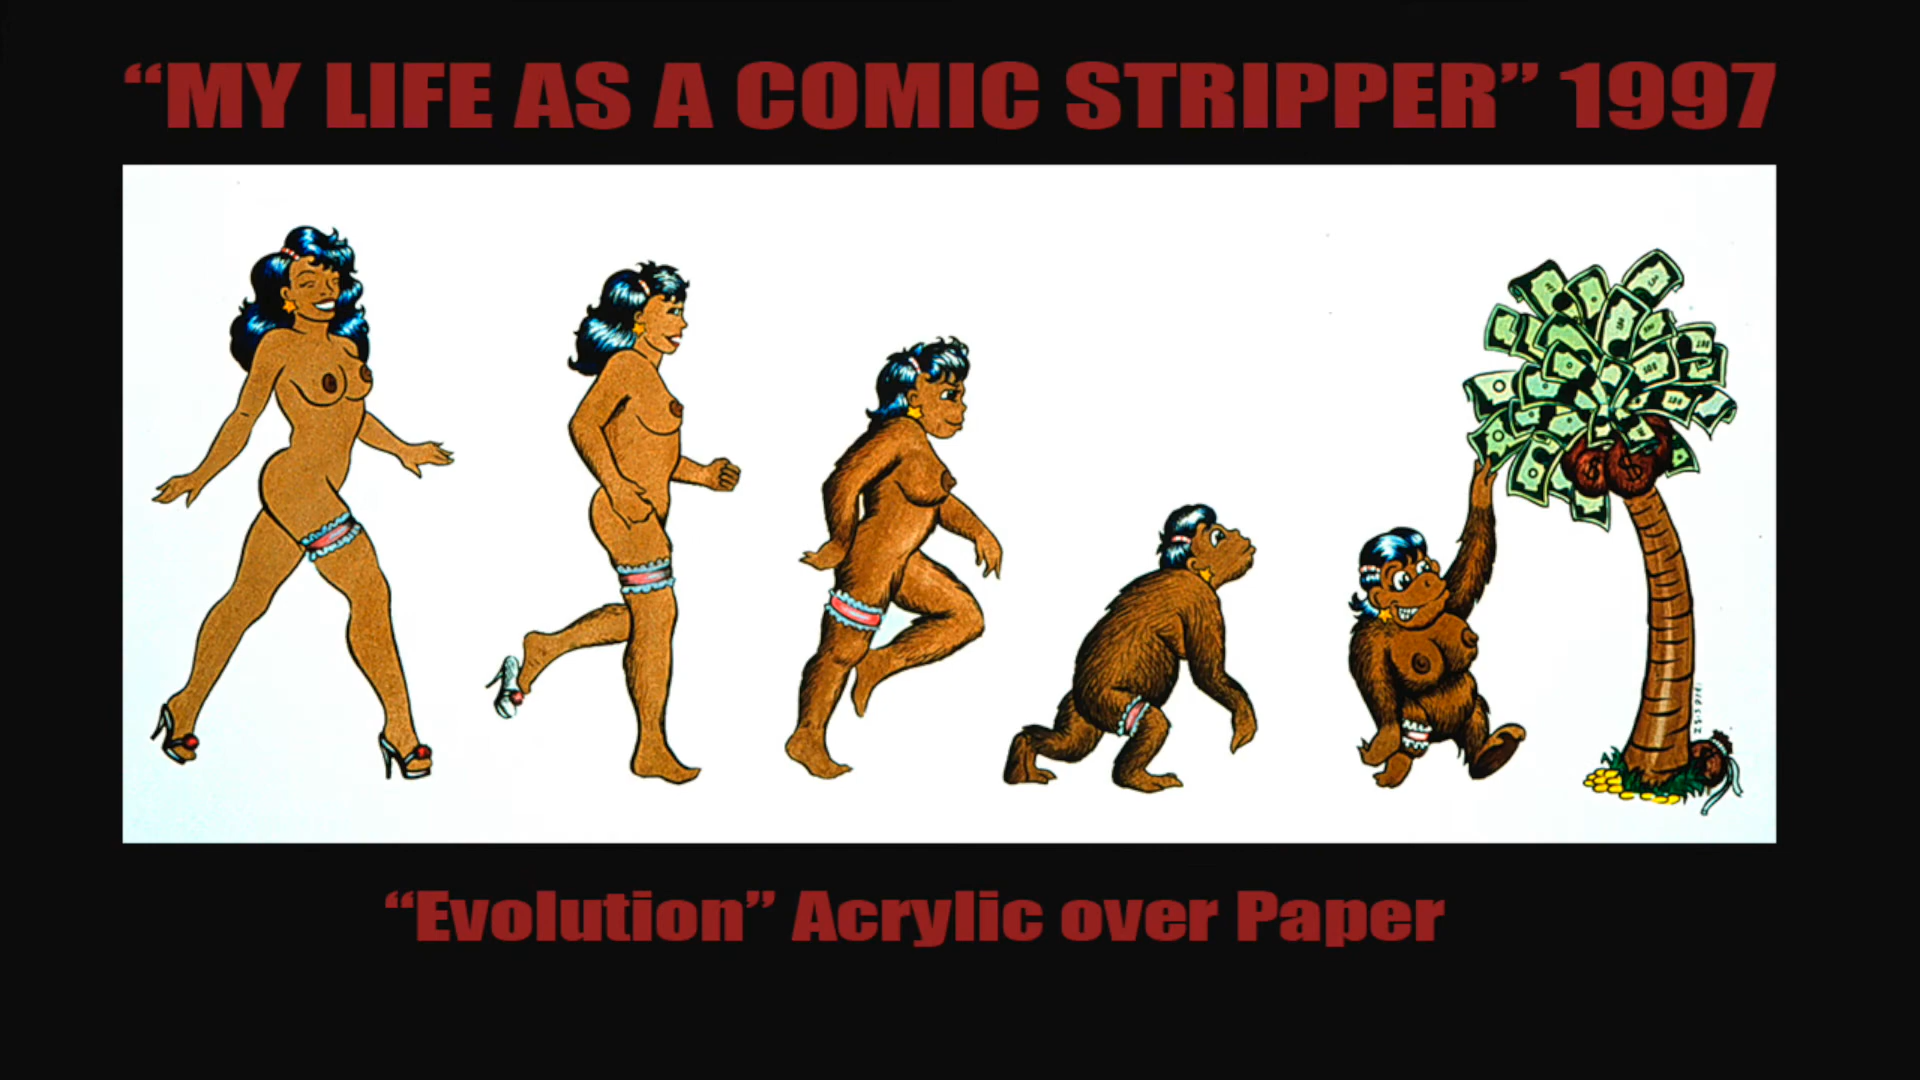 “MY LIFE AS A COMIC STRIPPER” 1997
“Evolution” Acrylic over Paper